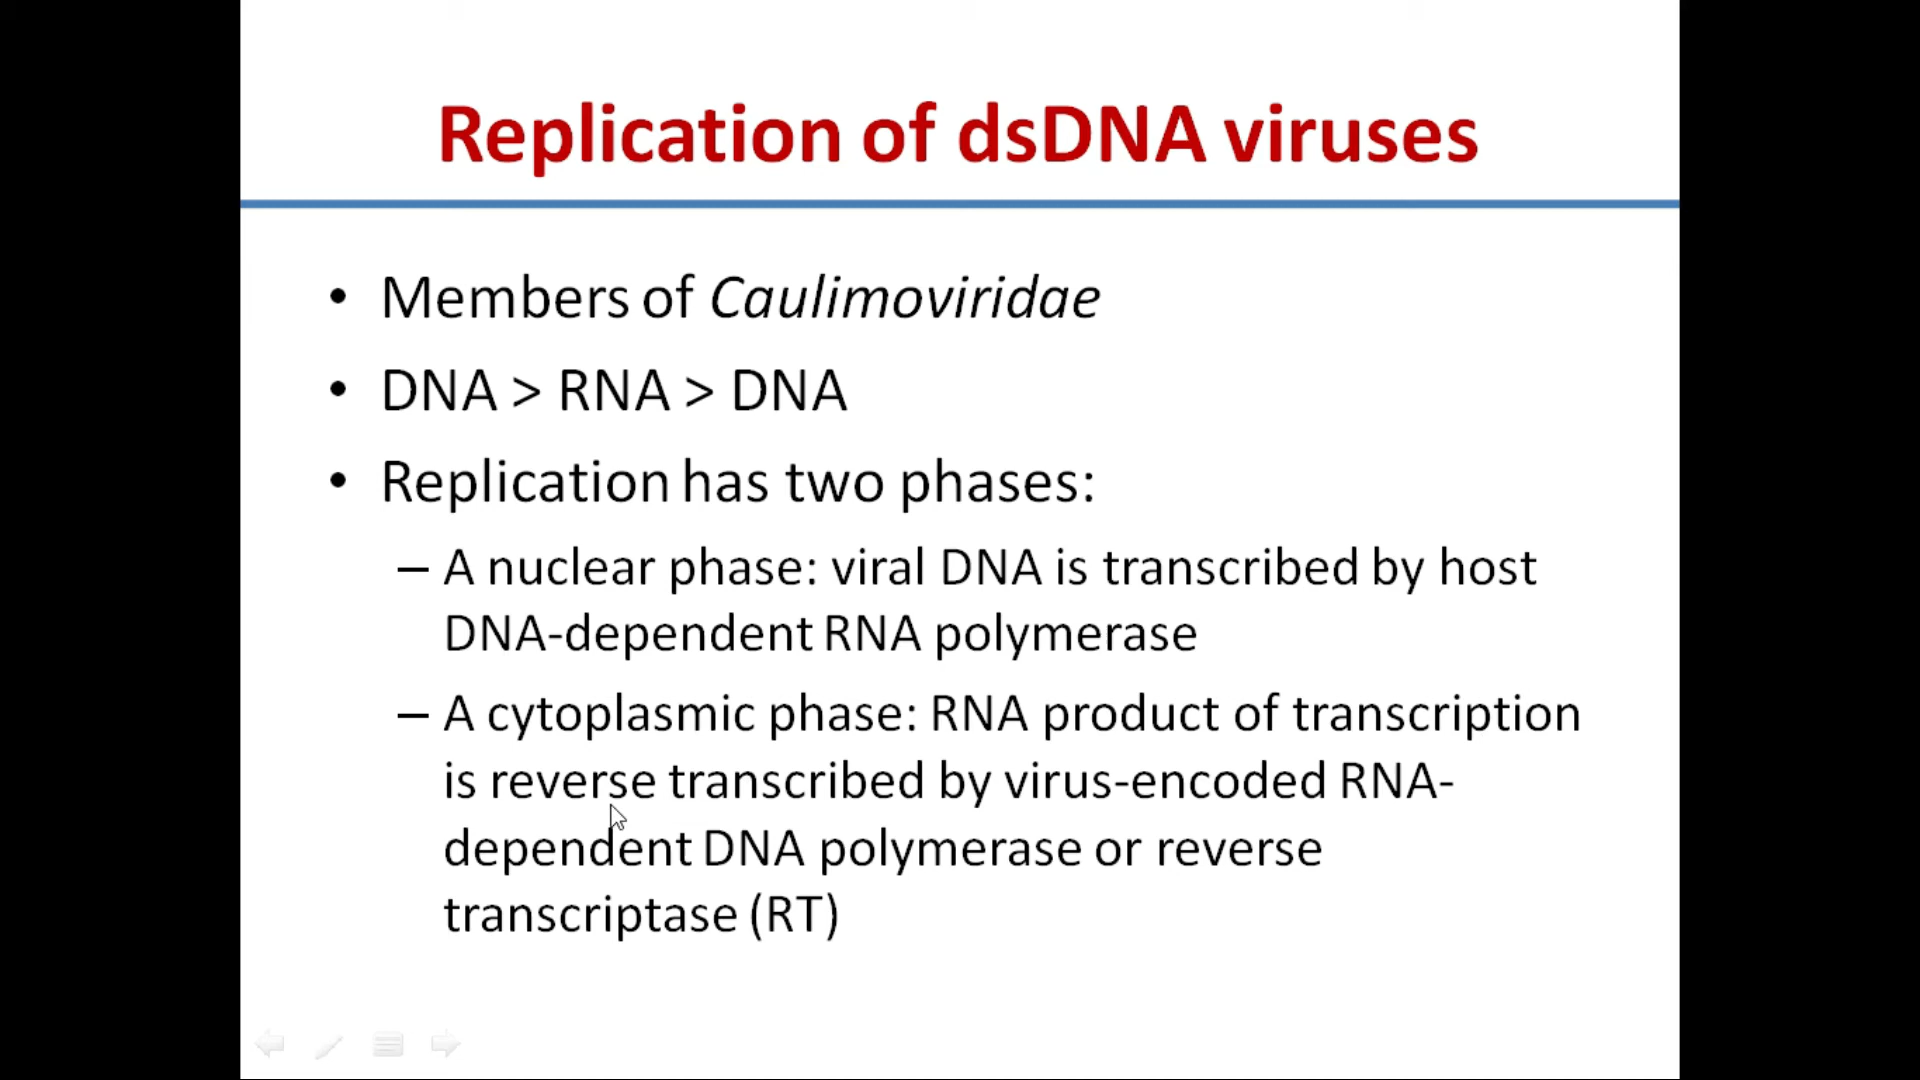 Replication of dsDNA viruses
• Members of Caulimoviridae
• DNA > RNA > DNA
• Replication has two phases:
– A nuclear phase: viral DNA is transcribed by host
DNA-dependent RNA polymerase
– A cytoplasmic phase: RNA product of transcription
is reverse transcribed by virus-encoded RNA-
dependent DNA polymerase or reverse
transcriptase (RT)